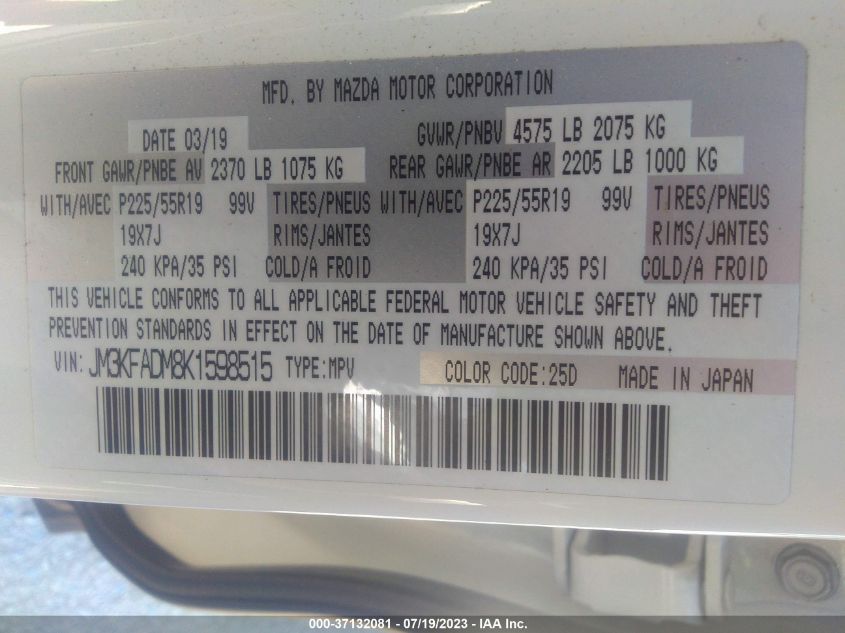 MFD. BY MAZDA MOTOR CORPORATION
DATE 03/19 GVWR/PNBV 4575 LB 2075 KG
FRONT GAWR/PNBE AV 2370 LB 1075 KG REAR GAWR/PNBE AR 2205 LB 1000 KG
WITH/AVEC P225/55R19 99V TIRES/PNEUS WITH/AVEC P225/55R19 99V TIRES/PNEUS
19X7J RIMS/JANTES 19X7J RIMS/JANTES
240 KPA/35 PSI COLD/A FROID 240 KPA/35 PSI COLD/A FROID
THIS VEHICLE CONFORMS TO ALL APPLICABLE FEDERAL MOTOR VEHICLE SAFETY AND THEFT
PREVENTION STANDARDS IN EFFECT ON THE DATE OF MANUFACTURE SHOWN ABOVE.
VIN: JM3KFADM8K1598515 TYPE:MPV COLOR CODE:25D MADE IN JAPAN
000-37132081 - 07/19/2023 - IAA Inc.